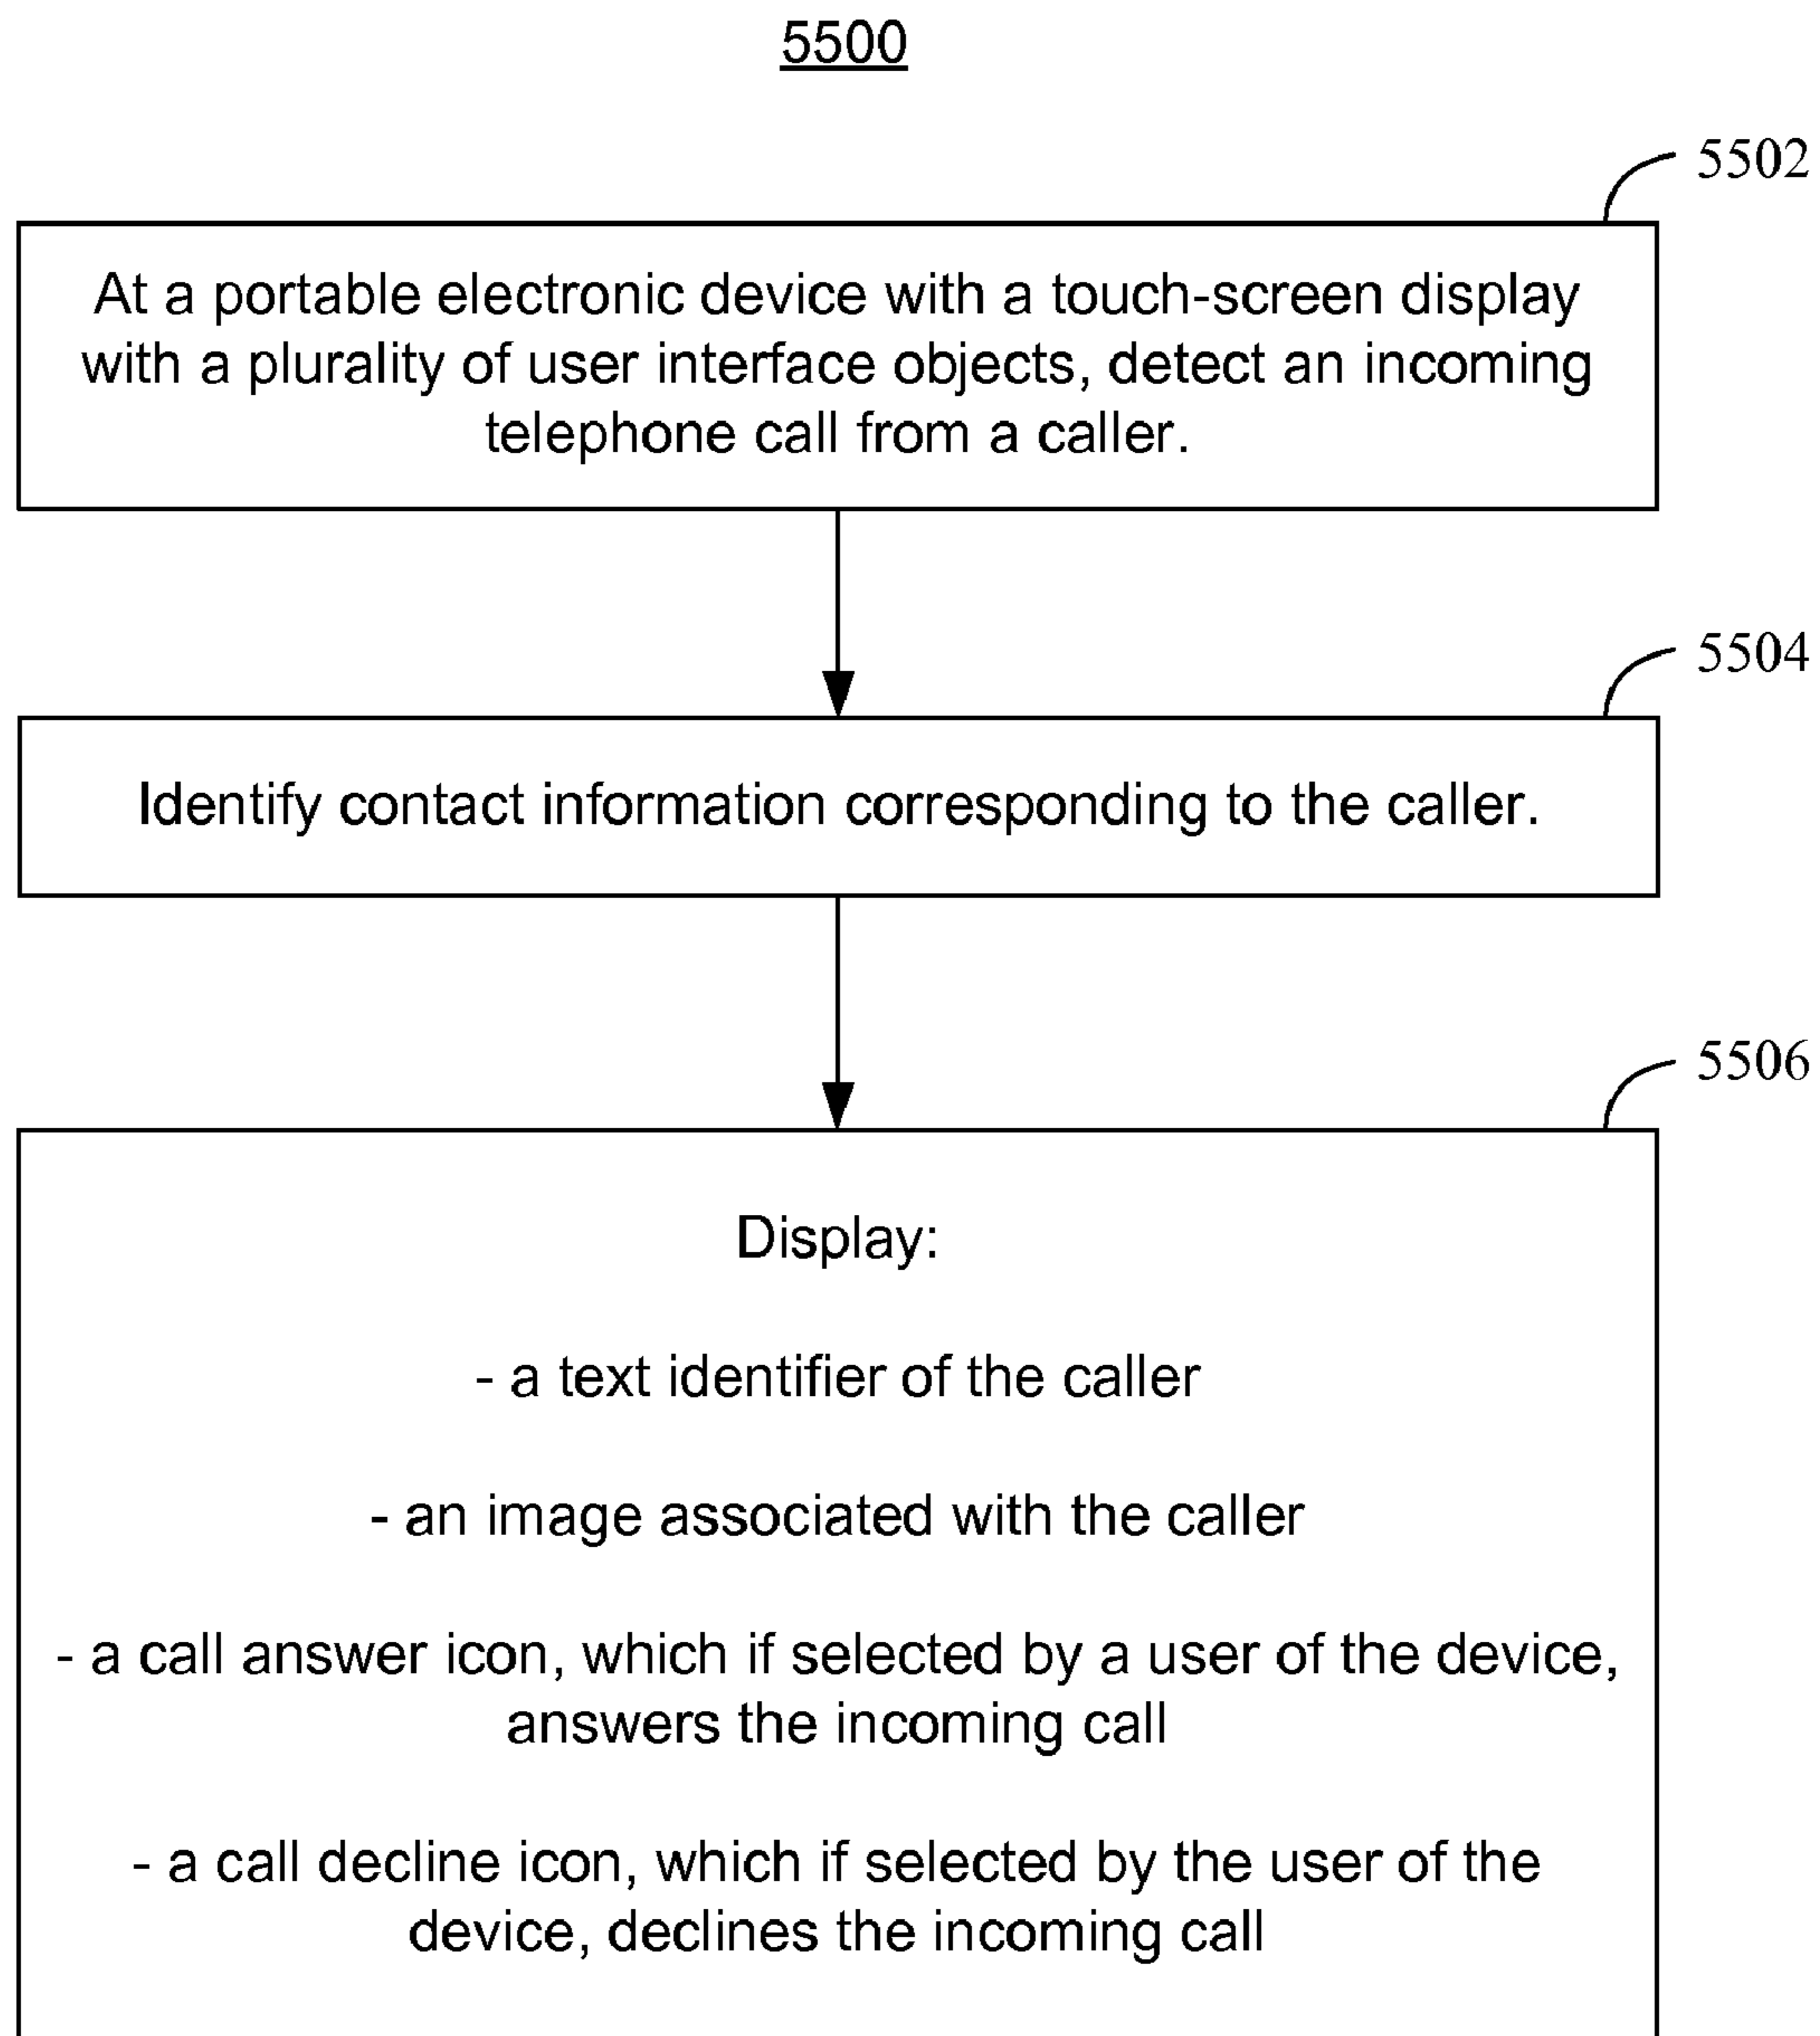 5500
5502
At a portable electronic device with a touch-screen display
with a plurality of user interface objects, detect an incoming
telephone call from a caller.
5504
Identify contact information corresponding to the caller.
5506
Display:
- a text identifier of the caller
- an image associated with the caller
- a call answer icon, which if selected by a user of the device,
answers the incoming call
- a call decline icon, which if selected by the user of the
device, declines the incoming call